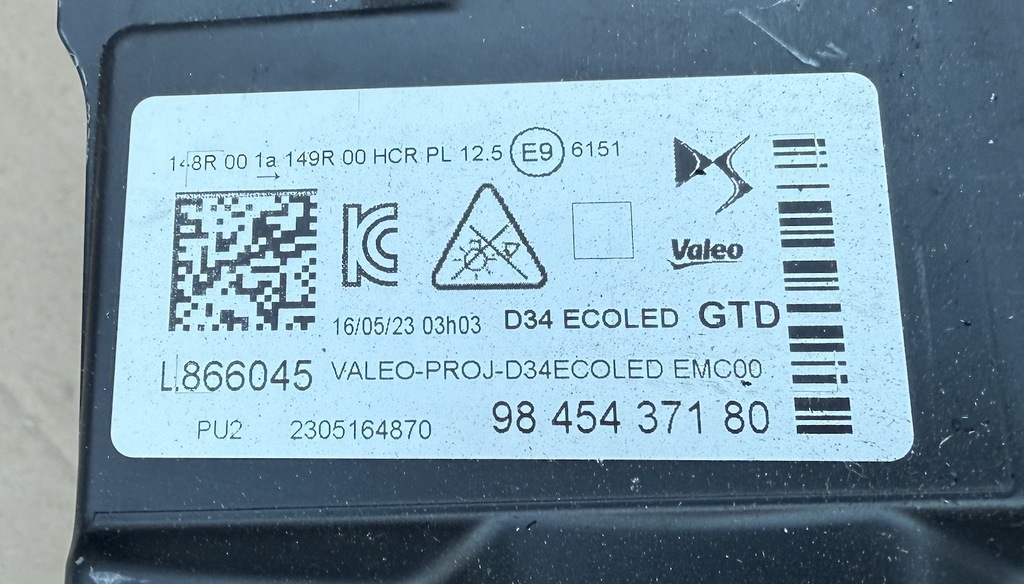 148R 00 1a 149R 00 HCR PL 12.5 E9 6151
KC
Valeo
16/05/23 03h03 D34 ECOLED GTD
L866045 VALEO-PROJ-D34ECOLED EMC00
PU2 2305164870 98 454 371 80